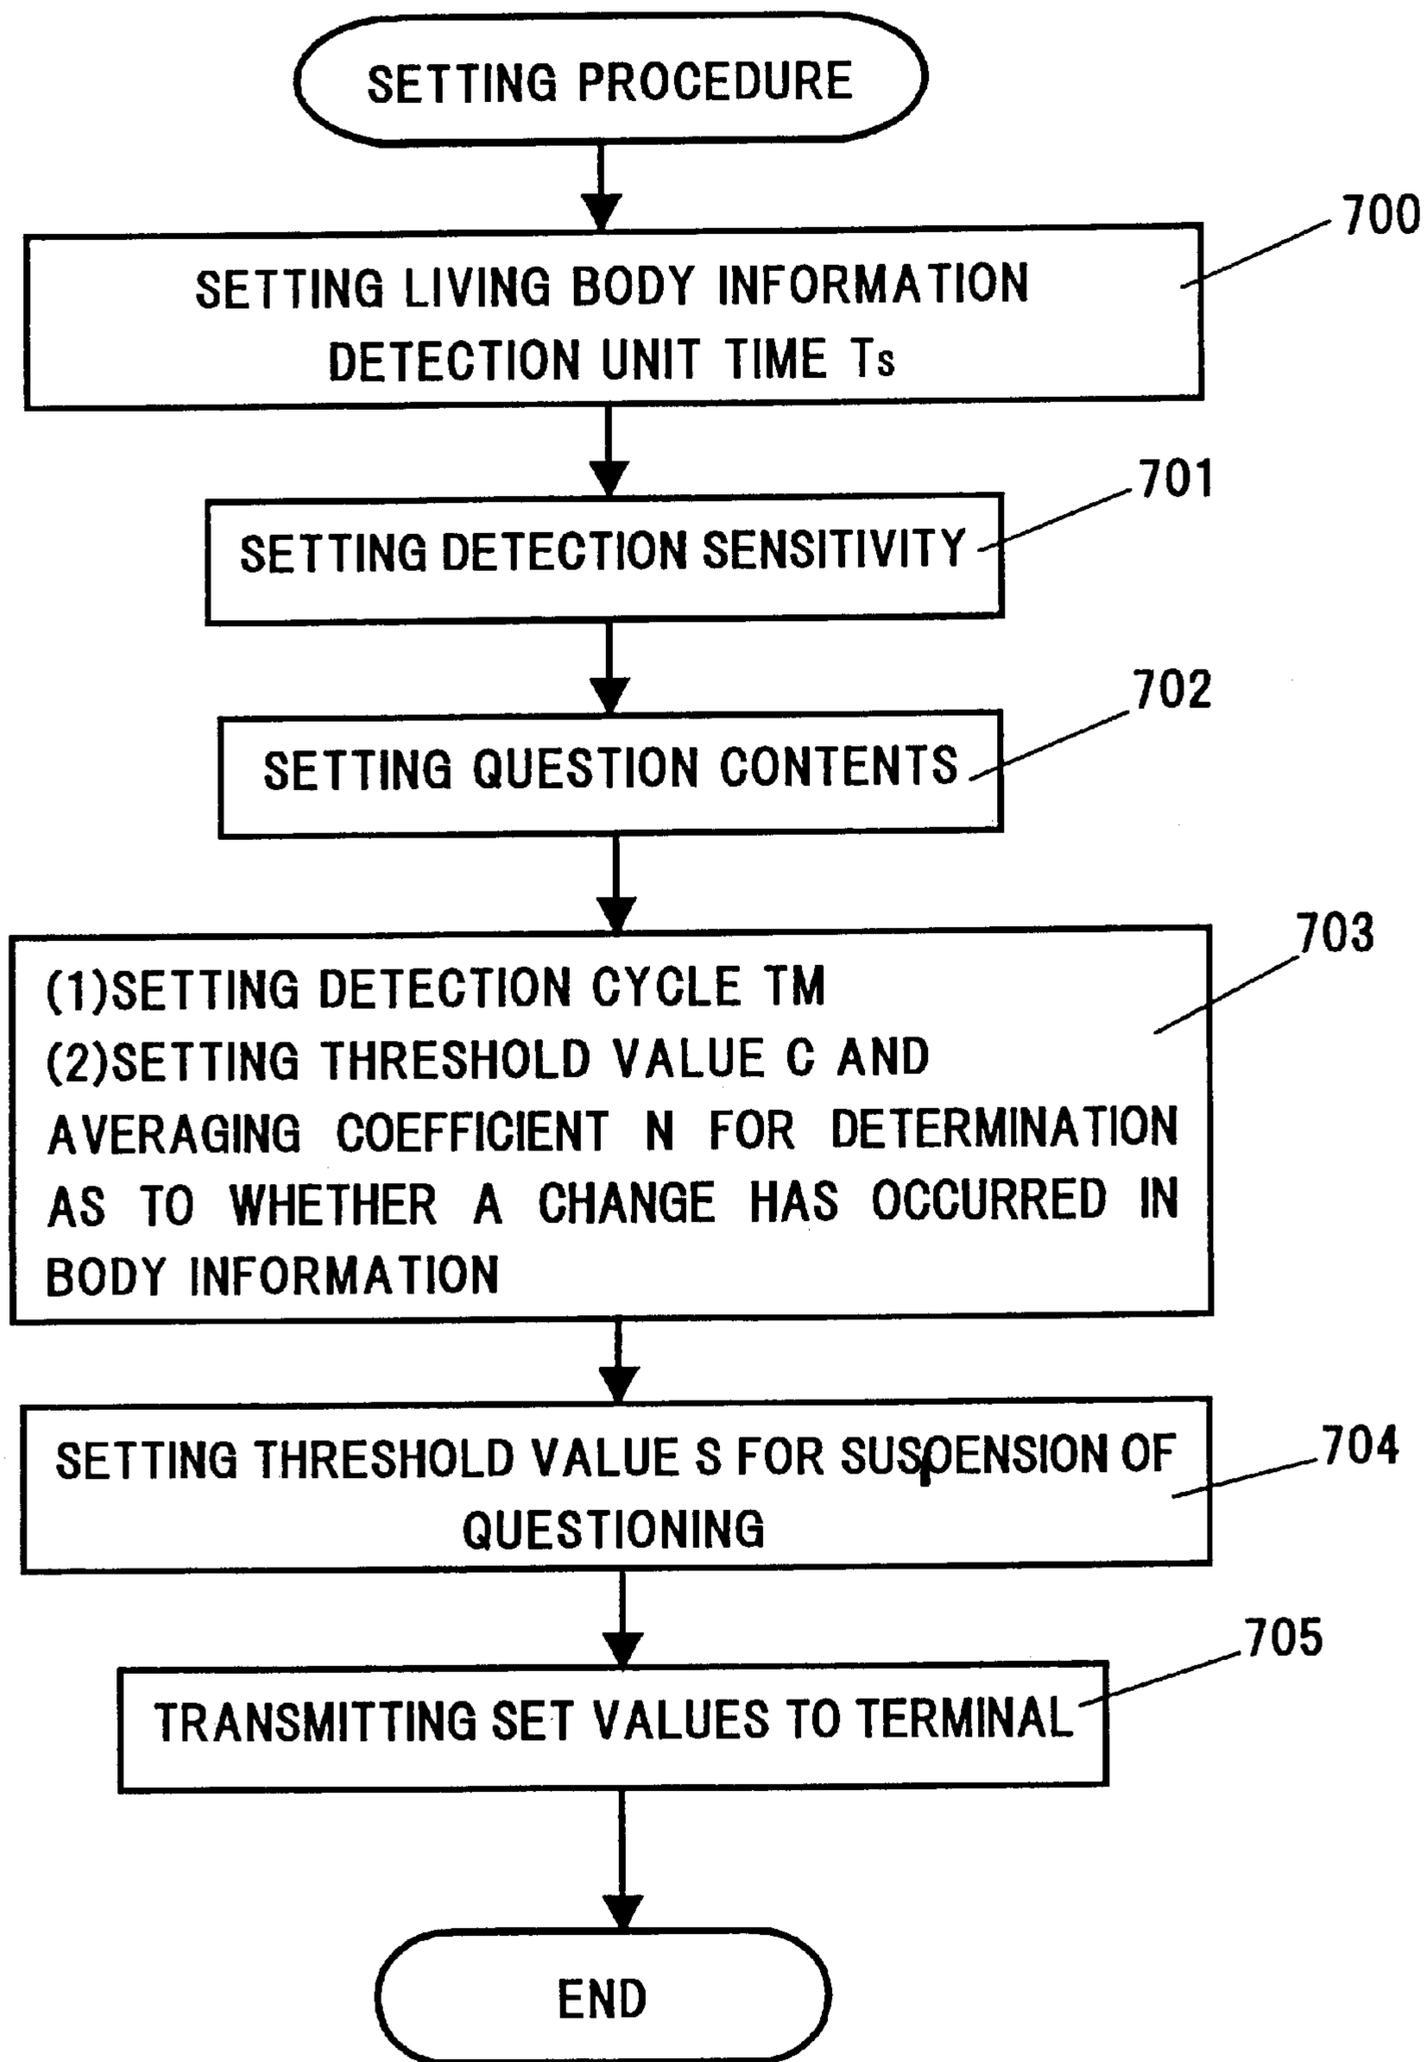 SETTING PROCEDURE
700
SETTING LIVING BODY INFORMATION
DETECTION UNIT TIME Ts
701
SETTING DETECTION SENSITIVITY
702
SETTING QUESTION CONTENTS
703
(1)SETTING DETECTION CYCLE TM
(2)SETTING THRESHOLD VALUE C AND
AVERAGING COEFFICIENT N FOR DETERMINATION
AS TO WHETHER A CHANGE HAS OCCURRED IN
BODY INFORMATION
704
SETTING THRESHOLD VALUE S FOR SUSPENSION OF
QUESTIONING
705
TRANSMITTING SET VALUES TO TERMINAL
END